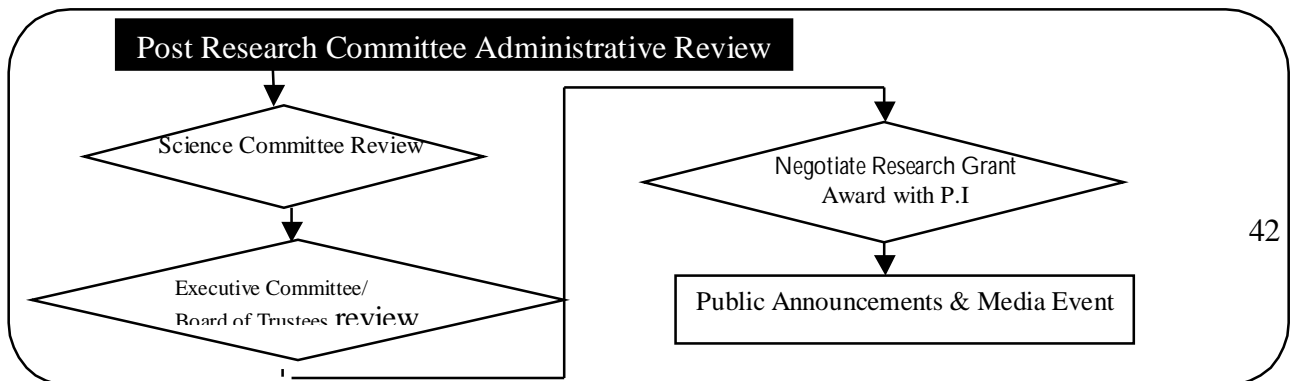 Post Research Committee Administrative Review
Science Committee Review
Executive Committee/
Board of Trustees review
Negotiate Research Grant
Award with P.I
Public Announcements & Media Event
42